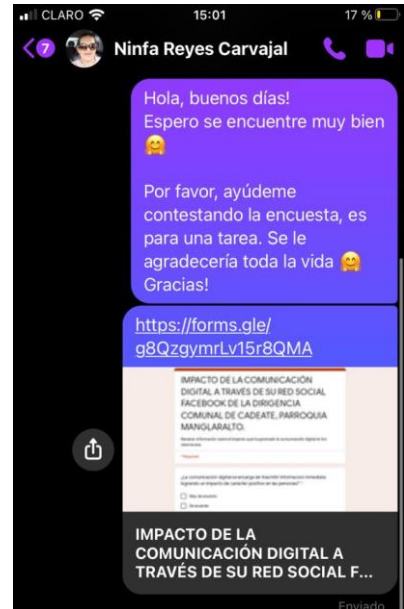 CLARO 15:01 17 %
7 Ninfa Reyes Carvajal
Hola, buenos días!
Espero se encuentre muy bien
🤗
Por favor, ayúdeme
contestando la encuesta, es
para una tarea. Se le
agradecería toda la vida 🤗
Gracias!
https://forms.gle/
g8QzgymrLv15r8QMA
IMPACTO DE LA COMUNICACIÓN
DIGITAL A TRAVÉS DE SU RED SOCIAL
FACEBOOK DE LA DIRIGENCIA
COMUNAL DE CADEATE, PARROQUIA
MANGLARALTO.
IMPACTO DE LA
COMUNICACIÓN DIGITAL A
TRAVÉS DE SU RED SOCIAL F...
Enviado